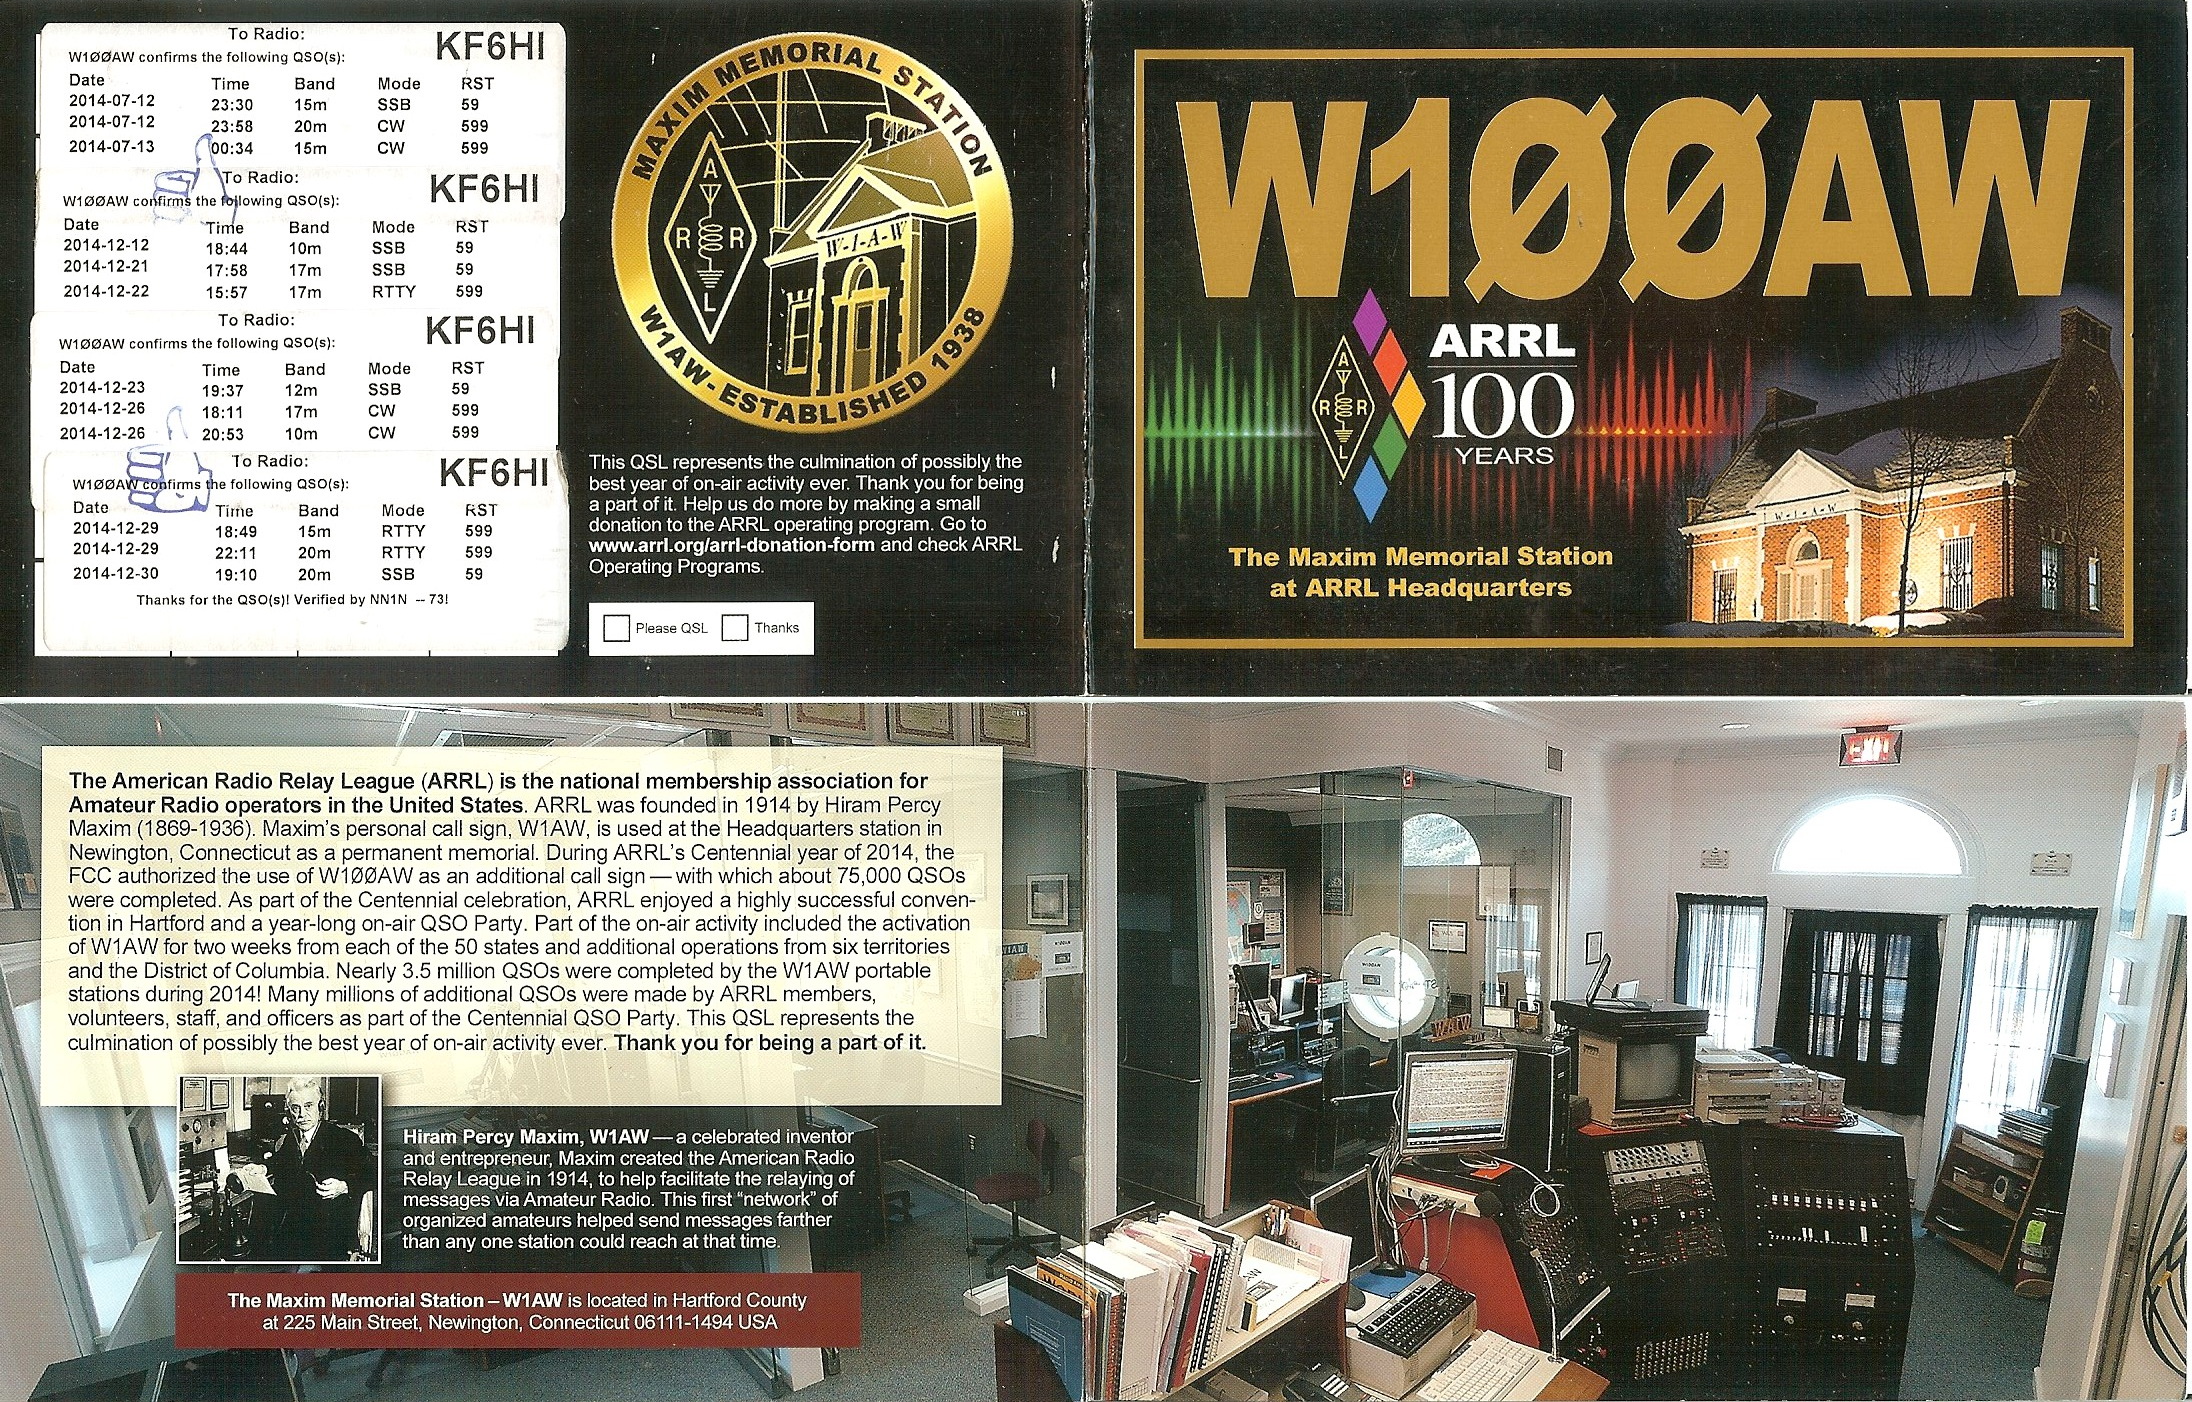 To Radio: KF6HI
W1ØØAW confirms the following QSO(s):
Date Time Band Mode RST
2014-07-12 23:30 15m SSB 59
2014-07-12 23:58 20m CW 599
2014-07-13 00:34 15m CW 599
To Radio: KF6HI
W1ØØAW confirms the following QSO(s):
Date Time Band Mode RST
2014-12-12 18:44 10m SSB 59
2014-12-21 17:58 17m SSB 59
2014-12-22 15:57 17m RTTY 599
To Radio: KF6HI
W1ØØAW confirms the following QSO(s):
Date Time Band Mode RST
2014-12-23 19:37 12m SSB 59
2014-12-26 18:11 17m CW 599
2014-12-26 20:53 10m CW 599
To Radio: KF6HI
W1ØØAW confirms the following QSO(s):
Date Time Band Mode RST
2014-12-29 18:49 15m RTTY 599
2014-12-29 22:11 20m RTTY 599
2014-12-30 19:10 20m SSB 59
Thanks for the QSO(s)! Verified by NN1N -- 73!
MAXIM MEMORIAL STATION
A
R R
L
W-1-A-W
W1AW-ESTABLISHED 1938
This QSL represents the culmination of possibly the
best year of on-air activity ever. Thank you for being
a part of it. Help us do more by making a small
donation to the ARRL operating program. Go to
www.arrl.org/arrl-donation-form and check ARRL
Operating Programs.
Please QSL Thanks
W1ØØAW
A
R R
L
ARRL
100
YEARS
W-1-A-W
The Maxim Memorial Station
at ARRL Headquarters
The American Radio Relay League (ARRL) is the national membership association for
Amateur Radio operators in the United States. ARRL was founded in 1914 by Hiram Percy
Maxim (1869-1936). Maxim's personal call sign, W1AW, is used at the Headquarters station in
Newington, Connecticut as a permanent memorial. During ARRL's Centennial year of 2014, the
FCC authorized the use of W1ØØAW as an additional call sign — with which about 75,000 QSOs
were completed. As part of the Centennial celebration, ARRL enjoyed a highly successful conven-
tion in Hartford and a year-long on-air QSO Party. Part of the on-air activity included the activation
of W1AW for two weeks from each of the 50 states and additional operations from six territories
and the District of Columbia. Nearly 3.5 million QSOs were completed by the W1AW portable
stations during 2014! Many millions of additional QSOs were made by ARRL members,
volunteers, staff, and officers as part of the Centennial QSO Party. This QSL represents the
culmination of possibly the best year of on-air activity ever. Thank you for being a part of it.
Hiram Percy Maxim, W1AW — a celebrated inventor
and entrepreneur, Maxim created the American Radio
Relay League in 1914, to help facilitate the relaying of
messages via Amateur Radio. This first "network" of
organized amateurs helped send messages farther
than any one station could reach at that time.
The Maxim Memorial Station – W1AW is located in Hartford County
at 225 Main Street, Newington, Connecticut 06111-1494 USA
EXIT
W1AW
W100AW
W100AW
W1AW